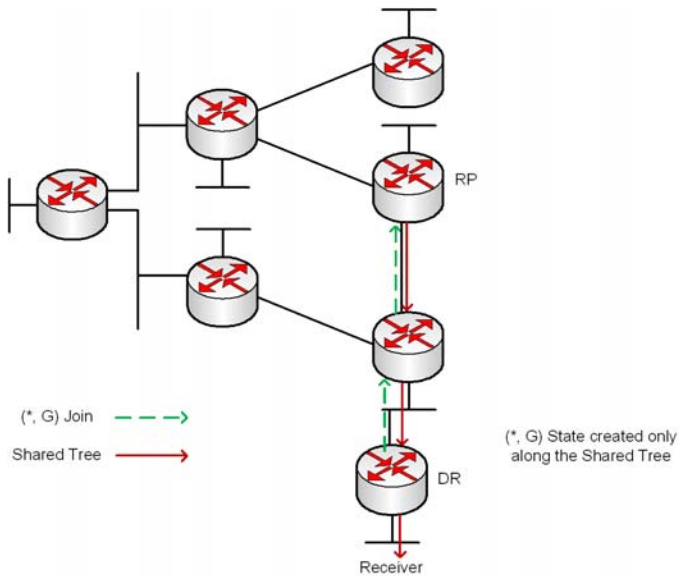 RP
(*, G) Join
Shared Tree
(*, G) State created only
along the Shared Tree
DR
Receiver